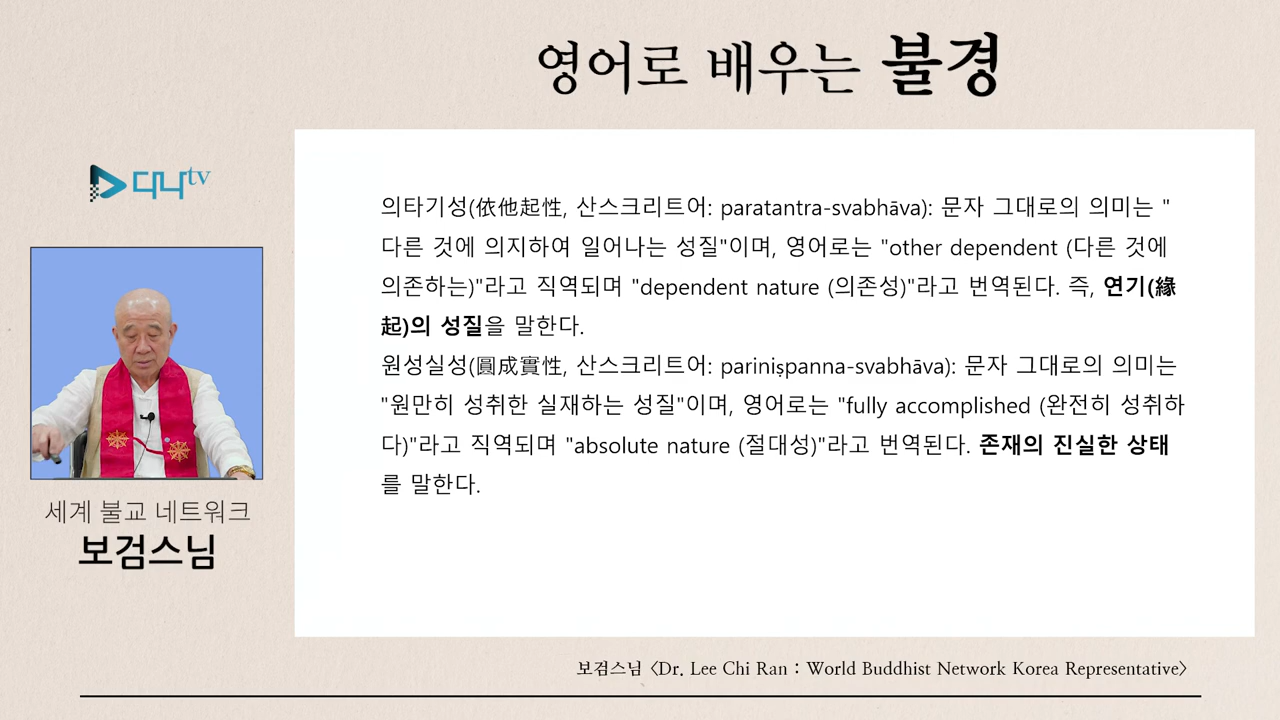 영어로 배우는 불경
다나tv
의타기성(依他起性, 산스크리트어: paratantra-svabhāva): 문자 그대로의 의미는 "
다른 것에 의지하여 일어나는 성질"이며, 영어로는 "other dependent (다른 것에
의존하는)"라고 직역되며 "dependent nature (의존성)"라고 번역된다. 즉, 연기(緣
起)의 성질을 말한다.
원성실성(圓成實性, 산스크리트어: pariniṣpanna-svabhāva): 문자 그대로의 의미는
"원만히 성취한 실재하는 성질"이며, 영어로는 "fully accomplished (완전히 성취하
다)"라고 직역되며 "absolute nature (절대성)"라고 번역된다. 존재의 진실한 상태
를 말한다.
세계 불교 네트워크
보검스님
보검스님 <Dr. Lee Chi Ran : World Buddhist Network Korea Representative>